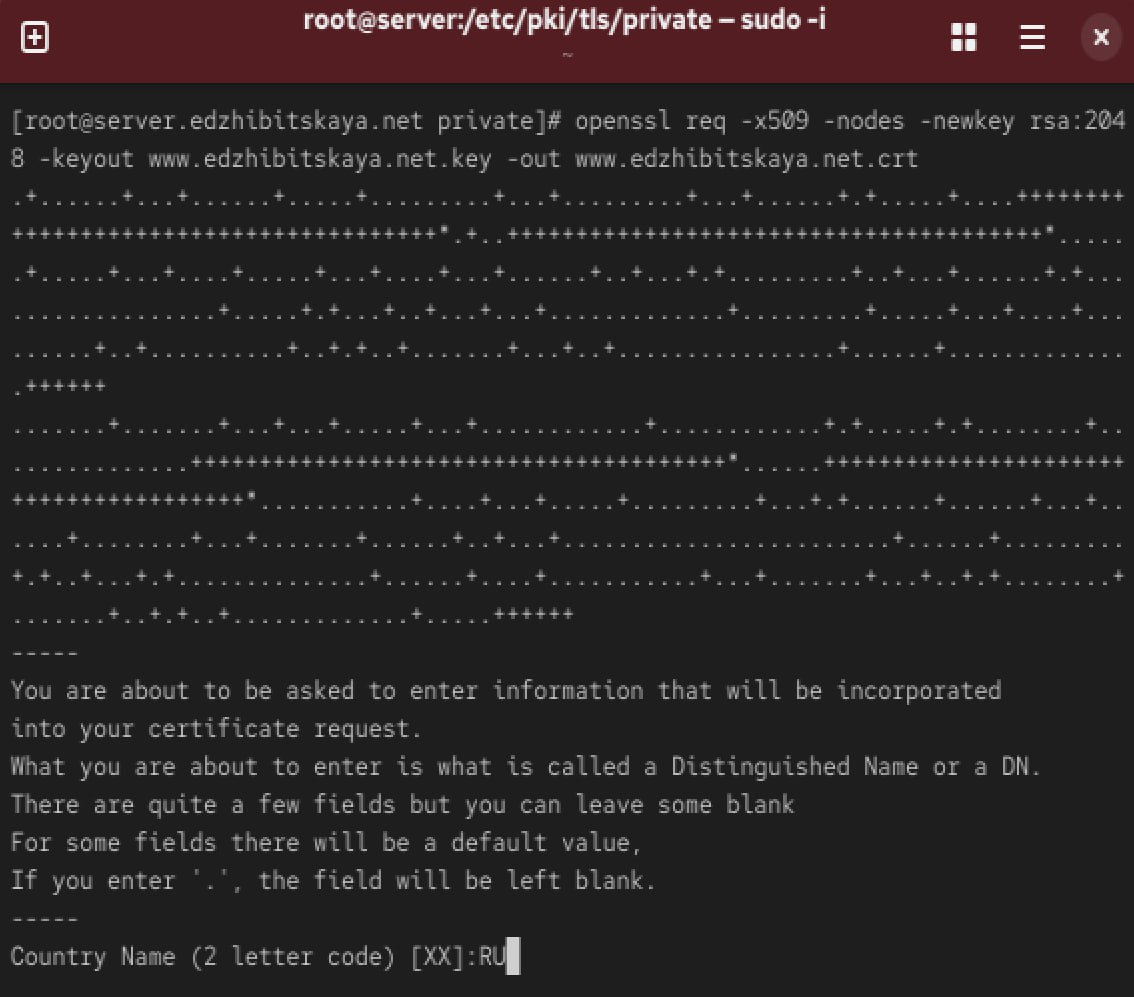 root@server:/etc/pki/tls/private — sudo -i
~
[root@server.edzhibitskaya.net private]# openssl req -x509 -nodes -newkey rsa:204
8 -keyout www.edzhibitskaya.net.key -out www.edzhibitskaya.net.crt
.+......+...+......+.....+.........+...+.........+...+......+.+.....+....++++++++
+++++++++++++++++++++++++++++++*.+..+++++++++++++++++++++++++++++++++++++++*.....
.+.....+...+....+.....+...+....+...+......+..+...+.+.........+..+...+......+.+...
...............+.....+.+...+..+...+...+.............+.........+.....+...+....+...
......+..+..........+..+.+..+.......+...+..+................+......+.............
.++++++
.......+.......+...+...+.....+...+............+............+.+.....+.+........+..
.............+++++++++++++++++++++++++++++++++++++++*......++++++++++++++++++++++
+++++++++++++++++*...........+....+...+.....+.........+...+.+......+......+...+..
....+........+...+.......+......+..+...+........................+......+.........
+.+..+...+.+..............+......+....+...........+...+.......+...+..+.+........+
.......+..+.+..+.............+.....++++++
-----
You are about to be asked to enter information that will be incorporated
into your certificate request.
What you are about to enter is what is called a Distinguished Name or a DN.
There are quite a few fields but you can leave some blank
For some fields there will be a default value,
If you enter '.', the field will be left blank.
-----
Country Name (2 letter code) [XX]:RU